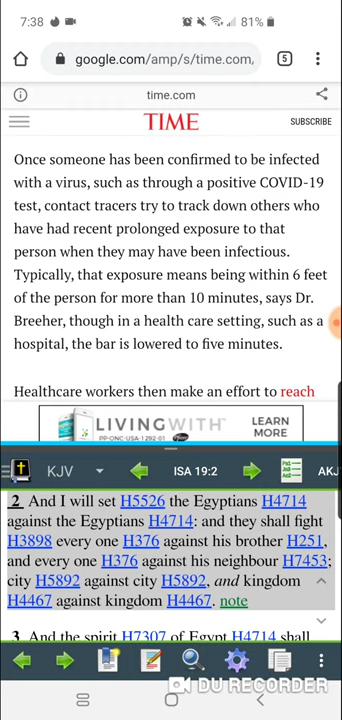 7:38
81%
google.com/amp/s/time.com,
5
time.com
TIME
SUBSCRIBE
Once someone has been confirmed to be infected
with a virus, such as through a positive COVID-19
test, contact tracers try to track down others who
have had recent prolonged exposure to that
person when they may have been infectious.
Typically, that exposure means being within 6 feet
of the person for more than 10 minutes, says Dr.
Breeher, though in a health care setting, such as a
hospital, the bar is lowered to five minutes.
Healthcare workers then make an effort to reach
LIVINGWITH™
PP-ONC-USA-1292-01
Pfizer
LEARN
MORE
KJV
ISA 19:2
AKJ
2 And I will set H5526 the Egyptians H4714
against the Egyptians H4714: and they shall fight
H3898 every one H376 against his brother H251,
and every one H376 against his neighbour H7453;
city H5892 against city H5892, and kingdom
H4467 against kingdom H4467. note
3 And the spirit H7307 of Egypt H4714 shall
DU RECORDER